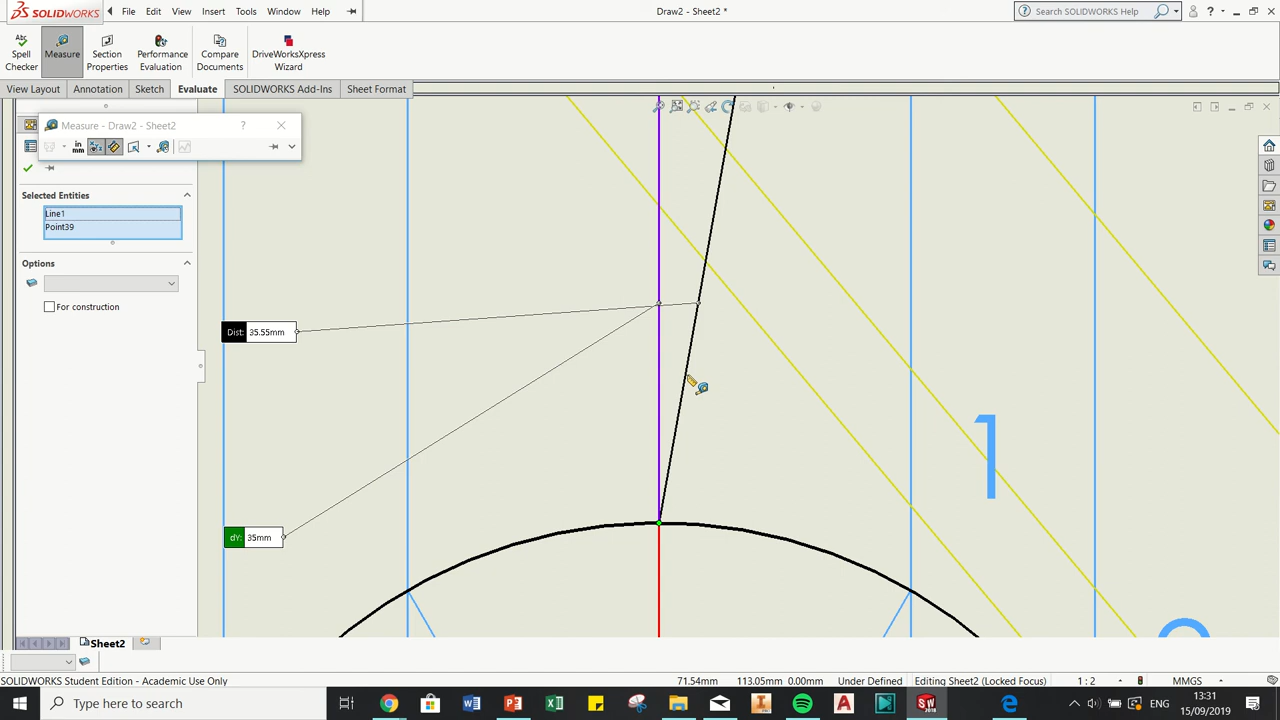 SOLIDWORKS
File Edit View Insert Tools Window Help
Draw2 - Sheet2 *
Search SOLIDWORKS Help
Spell Checker
Measure
Section Properties
Performance Evaluation
Compare Documents
DriveWorksXpress Wizard
View Layout Annotation Sketch Evaluate SOLIDWORKS Add-Ins Sheet Format
Measure - Draw2 - Sheet2
in
mm
Selected Entities
Line1
Point39
Options
For construction
Dist: 35.55mm
dY: 35mm
1
Sheet2
SOLIDWORKS Student Edition - Academic Use Only
71.54mm 113.05mm 0.00mm Under Defined Editing Sheet2 (Locked Focus) 1 : 2 MMGS
Type here to search
ENG
13:31
15/09/2019